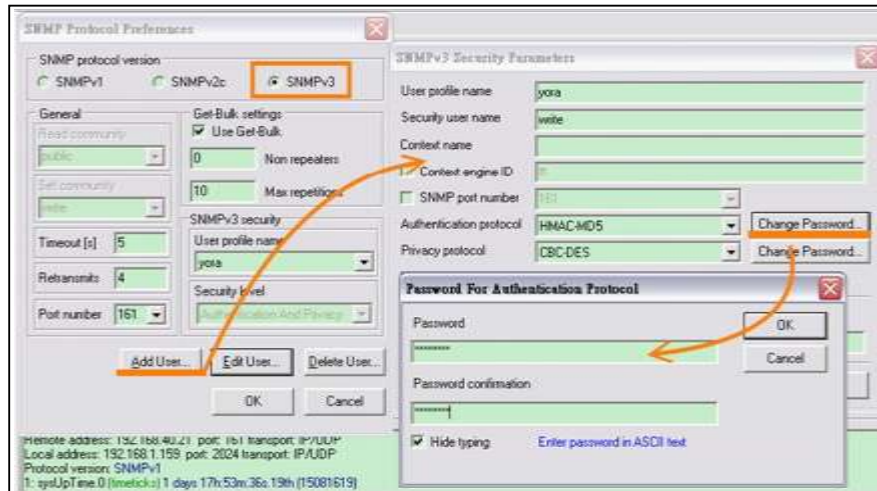 SNMP Protocol Preferences
SNMP protocol version
SNMPv1
SNMPv2c
SNMPv3
General
Read community
public
Set community
write
Timeout [s] 5
Retransmits 4
Port number 161
Get-Bulk settings
Use Get-Bulk
0 Non repeaters
10 Max repetitions
SNMPv3 security
User profile name
yora
Security level
Authentication And Privacy
Add User...
Edit User...
Delete User...
OK
Cancel
Remote address: 192.168.40.21 port: 161 transport: IP/UDP
Local address: 192.168.1.159 port: 2024 transport: IP/UDP
Protocol version: SNMPv1
1: sysUpTime.0 (timeticks) 1 days 17h:53m:36s.19th (15081619)
SNMPv3 Security Parameters
User profile name yora
Security user name write
Context name
Context engine ID
SNMP port number 161
Authentication protocol HMAC-MD5 Change Password...
Privacy protocol CBC-DES Change Password...
Password For Authentication Protocol
Password
********
OK
Cancel
Password confirmation
********
Hide typing
Enter password in ASCII text